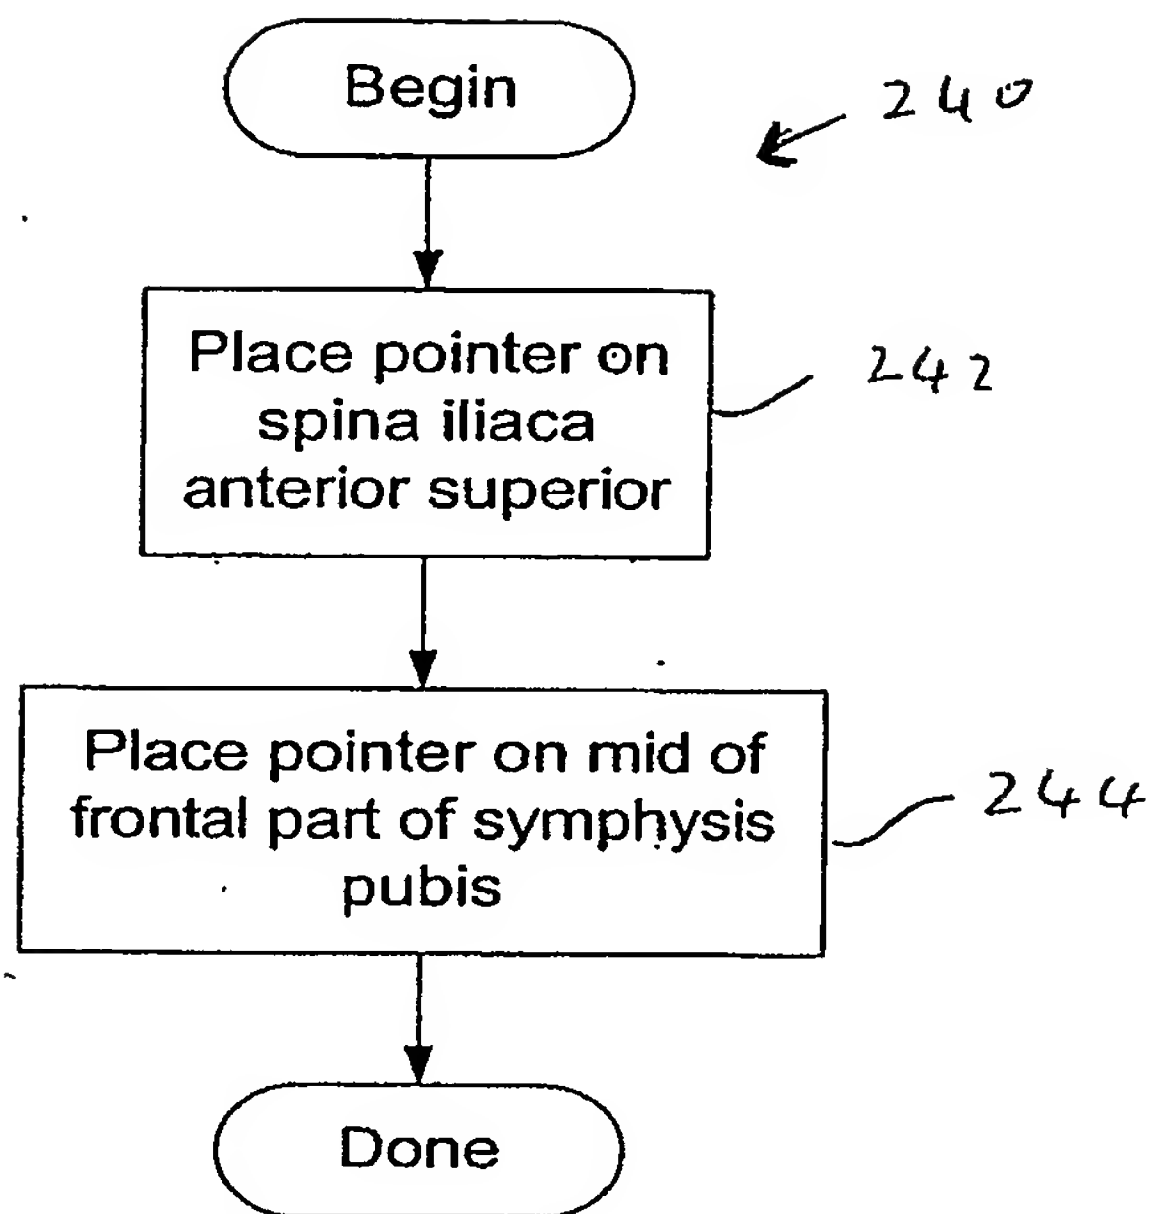 Begin
240
Place pointer on
spina iliaca
anterior superior
242
Place pointer on mid of
frontal part of symphysis
pubis
244
Done